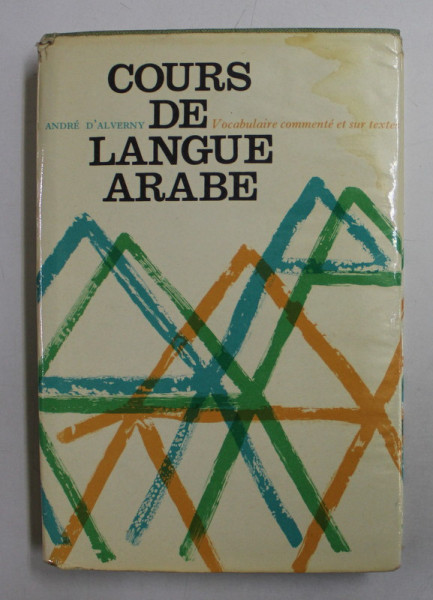 COURS
ANDRÉ D'ALVERNY DE Vocabulaire commenté et sur textes
LANGUE
ARABE